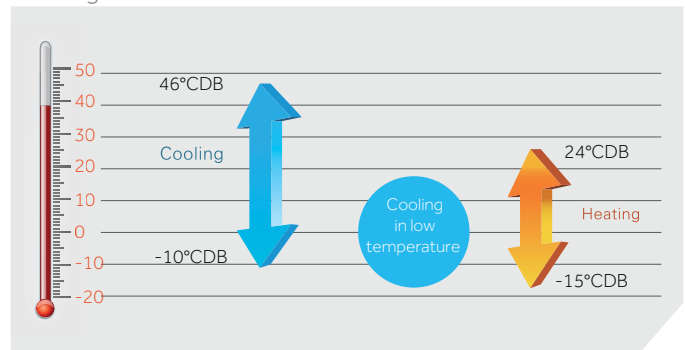 50
40
30
20
10
0
-10
-20
46°CDB
Cooling
-10°CDB
Cooling
in low
temperature
24°CDB
Heating
-15°CDB